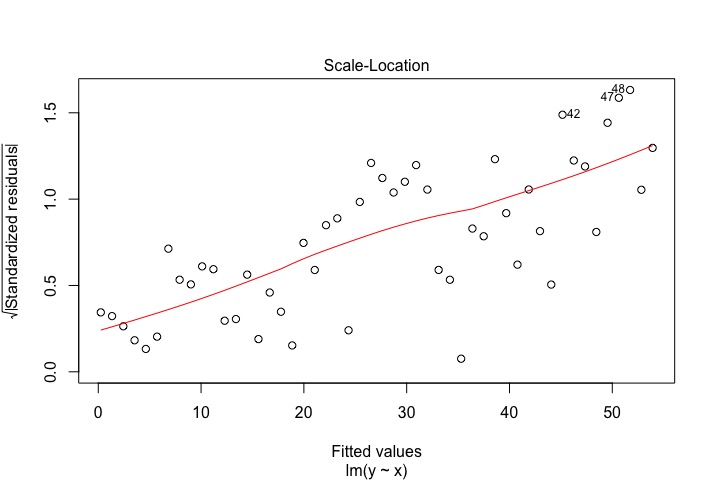 Scale-Location
√|Standardized residuals|
0.0 0.5 1.0 1.5
42
47
48
0 10 20 30 40 50
Fitted values
lm(y ~ x)